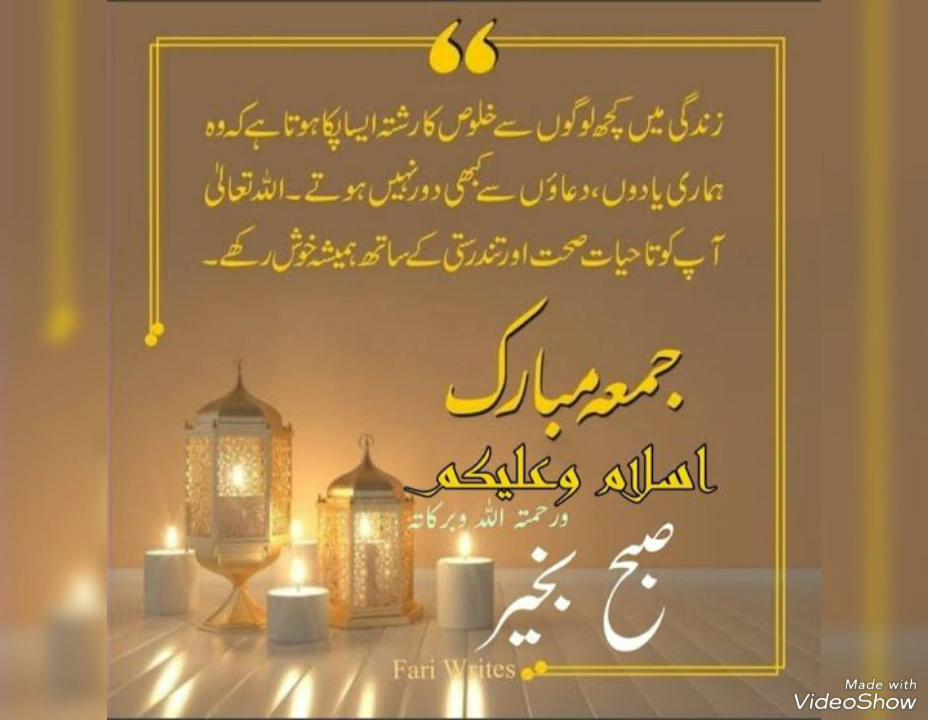 زندگی میں کچھ لوگوں سے خلوص کا رشتہ ایسا پکا ہوتا ہے کہ وہ
ہماری یادوں، دعاؤں سے کبھی دور نہیں ہوتے ۔ اللہ تعالیٰ
آپ کو تا حیات صحت اور تندرستی کے ساتھ ہمیشہ خوش رکھے۔
جمعہ مبارک
اسلام وعلیکم
ورحمتہ اللہ وبرکاتہ
صبح بخیر
Fari Writes
Made with
VideoShow